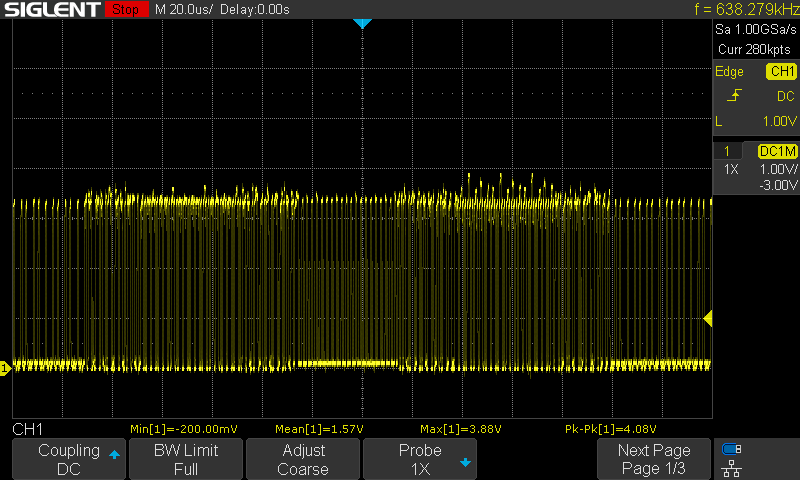 SIGLENT Stop M 20.0us/ Delay:0.00s f = 638.279kHz
Sa 1.00GSa/s
Curr 280kpts
Edge CH1
DC
L 1.00V
1 DC1M
1X 1.00V/
-3.00V
1
CH1 Min[1]=-200.00mV Mean[1]=1.57V Max[1]=3.88V Pk-Pk[1]=4.08V
Coupling BW Limit Adjust Probe Next Page
DC Full Coarse 1X Page 1/3